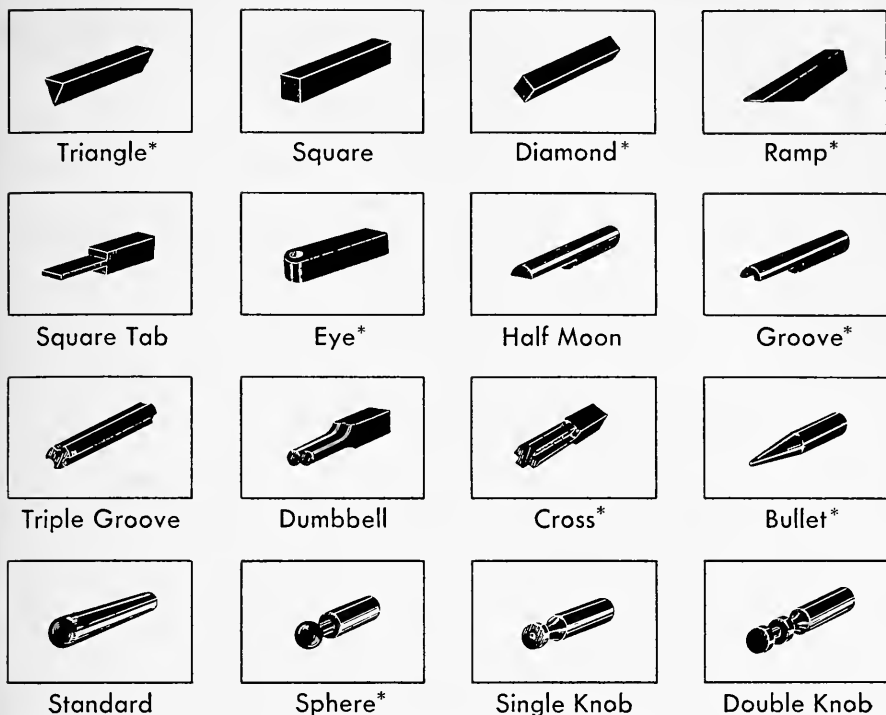 Triangle* Square Diamond* Ramp*
Square Tab Eye* Half Moon Groove*
Triple Groove Dumbbell Cross* Bullet*
Standard Sphere* Single Knob Double Knob